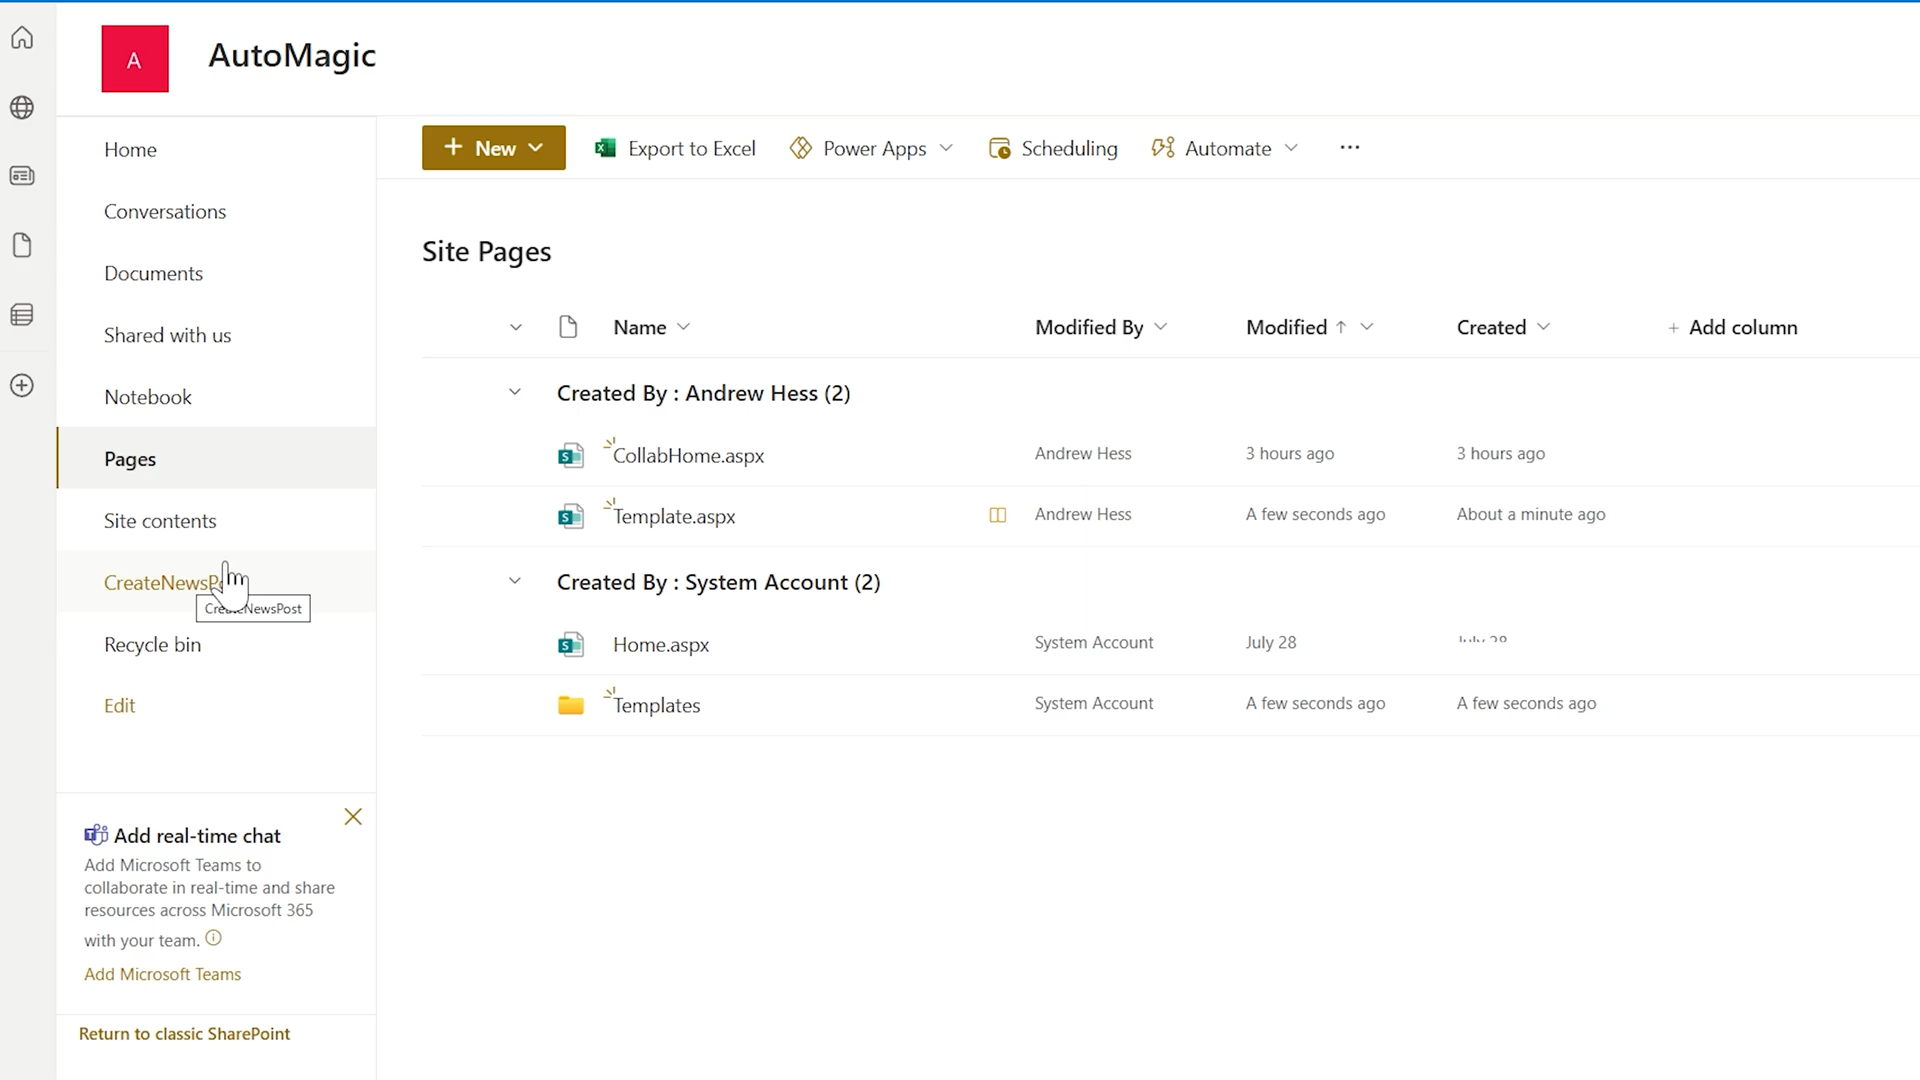 A
AutoMagic
Home
Conversations
Documents
Shared with us
Notebook
Pages
Site contents
CreateNewsPost
Recycle bin
Edit
Add real-time chat
Add Microsoft Teams to
collaborate in real-time and share
resources across Microsoft 365
with your team.
Add Microsoft Teams
Return to classic SharePoint
+ New
Export to Excel
Power Apps
Scheduling
Automate
...
Site Pages
Name Modified By Modified ↑ Created + Add column
Created By : Andrew Hess (2)
CollabHome.aspx Andrew Hess 3 hours ago 3 hours ago
Template.aspx Andrew Hess A few seconds ago About a minute ago
Created By : System Account (2)
Home.aspx System Account July 28 July 28
Templates System Account A few seconds ago A few seconds ago